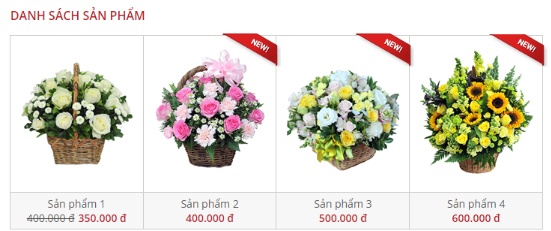 DANH SÁCH SẢN PHẨM
NEW!
NEW!
NEW!
Sản phẩm 1
400.000 đ 350.000 đ
Sản phẩm 2
400.000 đ
Sản phẩm 3
500.000 đ
Sản phẩm 4
600.000 đ